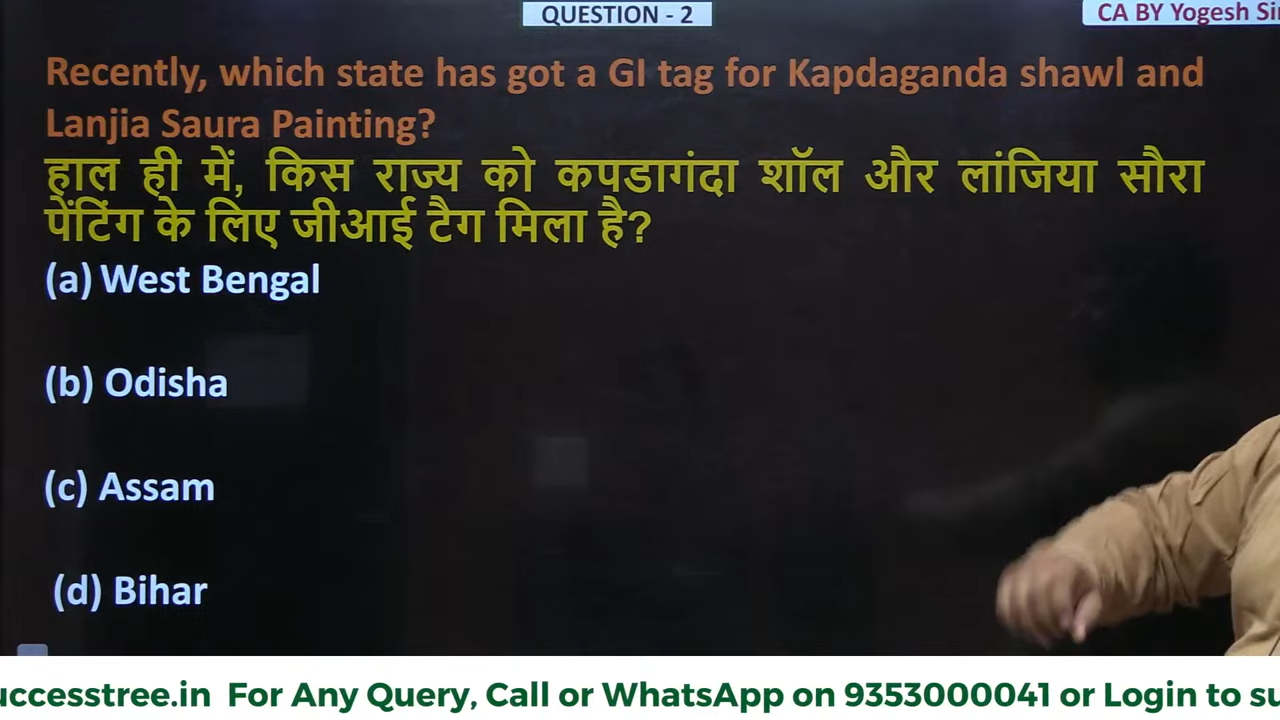 QUESTION - 2
CA BY Yogesh
Recently, which state has got a GI tag for Kapdaganda shawl and
Lanjia Saura Painting?
हाल ही में, किस राज्य को कपडागंदा शॉल और लांजिया सौरा
पेंटिंग के लिए जीआई टैग मिला है?
(a) West Bengal
(b) Odisha
(c) Assam
(d) Bihar
uccesstree.in For Any Query, Call or WhatsApp on 9353000041 or Login to